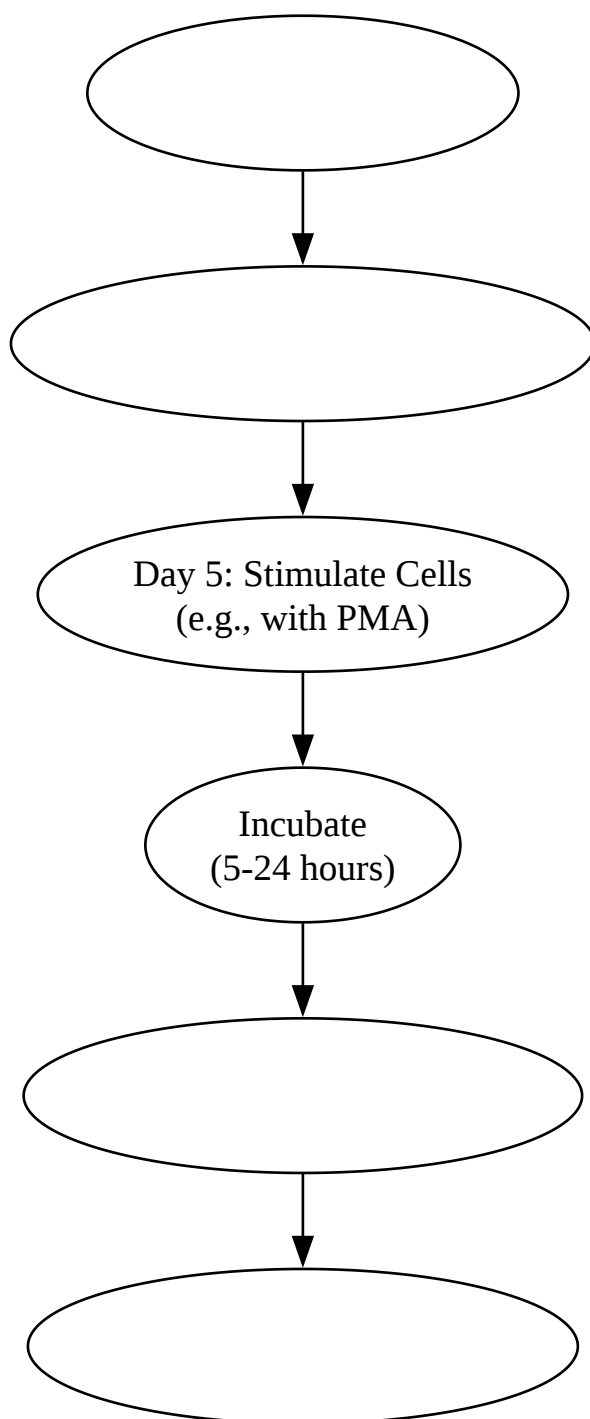 Day 5: Stimulate Cells
(e.g., with PMA)
Incubate
(5-24 hours)